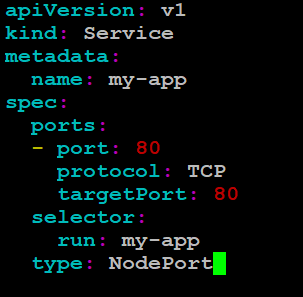 apiVersion: v1
kind: Service
metadata:
  name: my-app
spec:
  ports:
  - port: 80
    protocol: TCP
    targetPort: 80
  selector:
    run: my-app
  type: NodePort